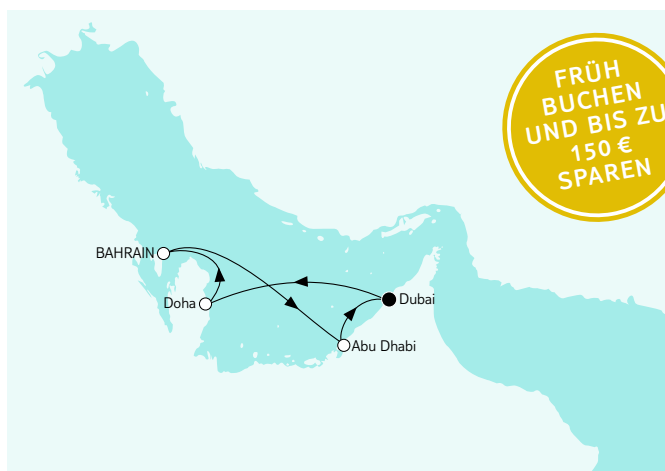 FRÜH
BUCHEN
UND BIS ZU
150 €
SPAREN
BAHRAIN
Doha
Dubai
Abu Dhabi